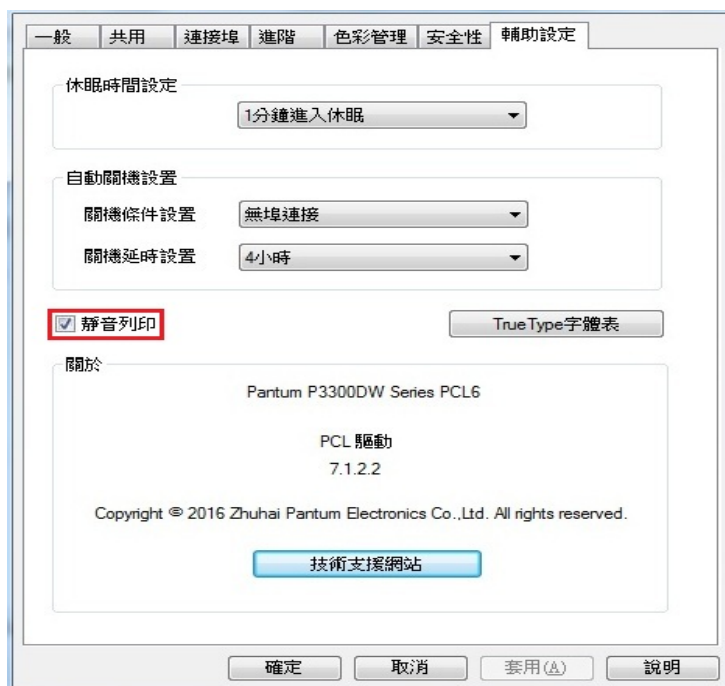 一般 共用 連接埠 進階 色彩管理 安全性 輔助設定
休眠時間設定
1分鐘進入休眠
自動關機設置
關機條件設置 無埠連接
關機延時設置 4小時
靜音列印 TrueType字體表
關於
Pantum P3300DW Series PCL6
PCL 驅動
7.1.2.2
Copyright © 2016 Zhuhai Pantum Electronics Co.,Ltd. All rights reserved.
技術支援網站
確定 取消 套用(A) 說明